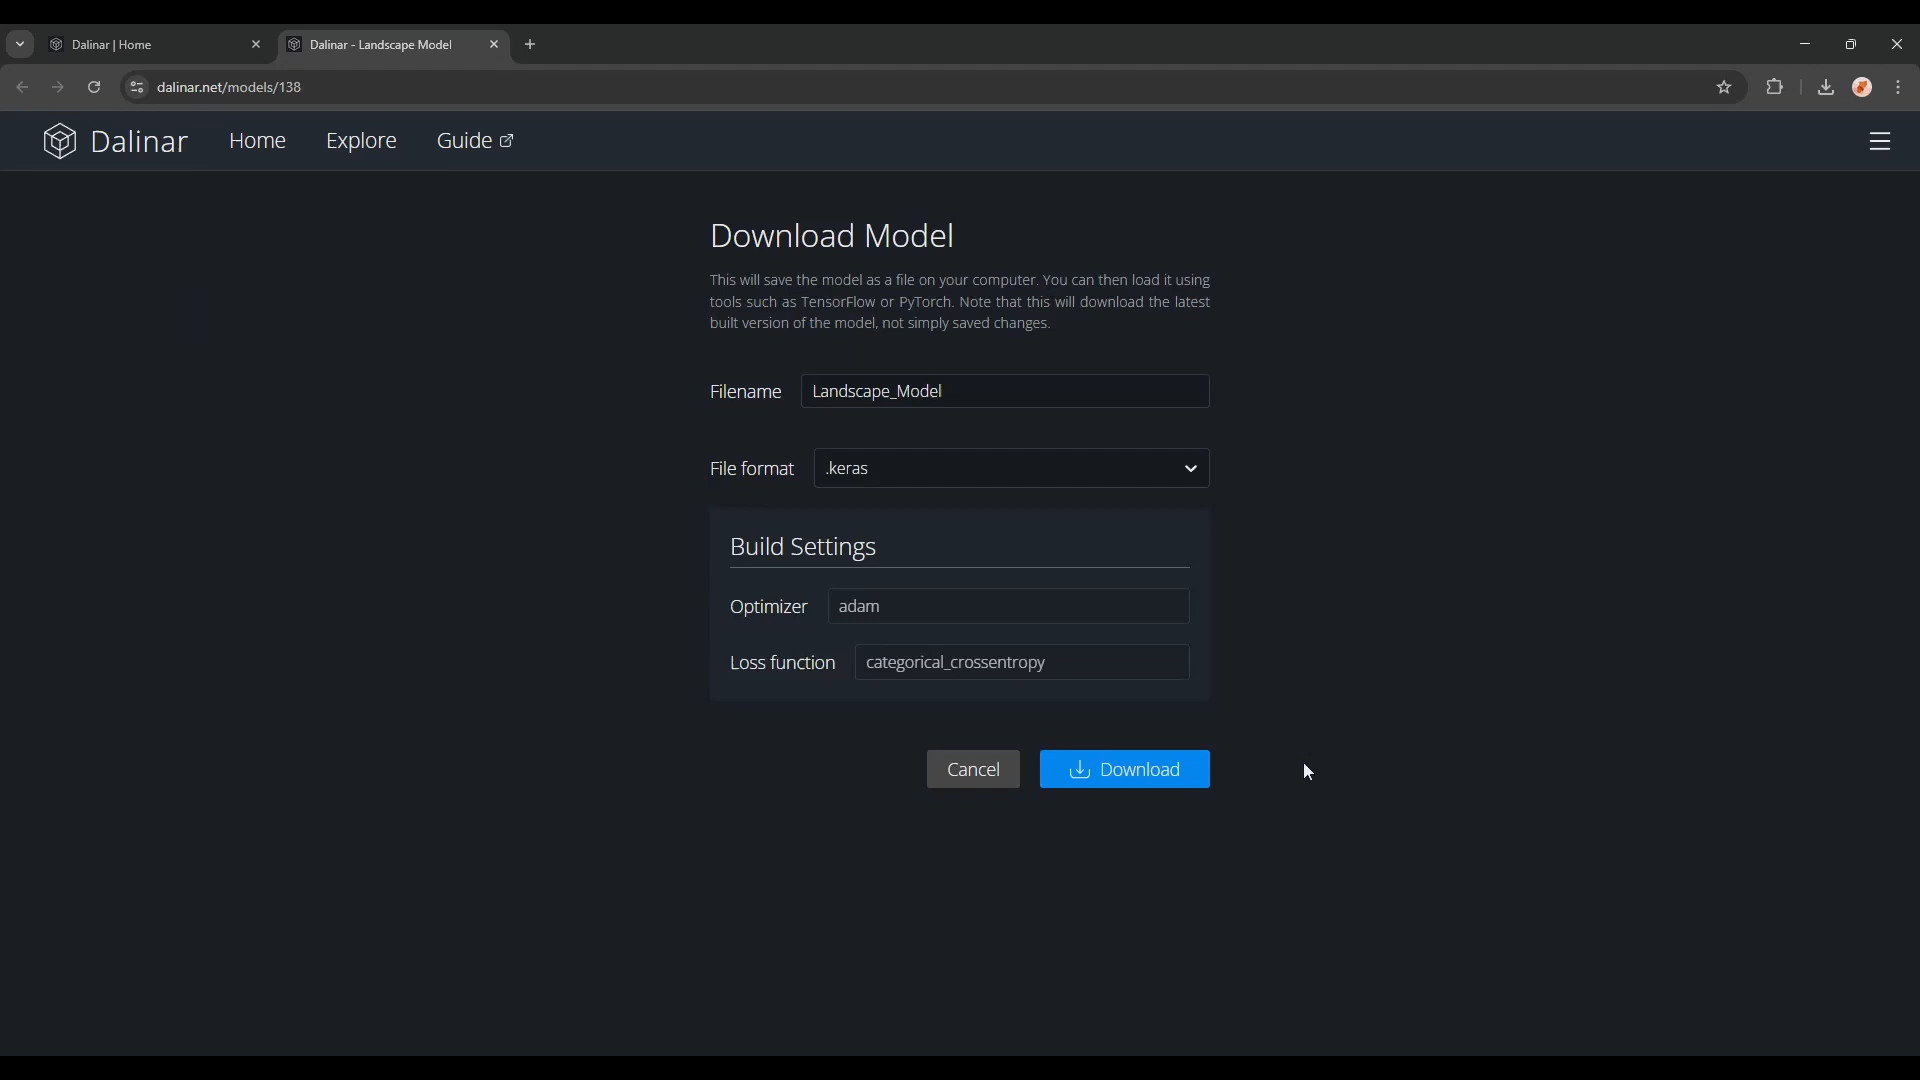 Dalinar | Home
Dalinar - Landscape Model
dalinar.net/models/138
Dalinar
Home
Explore
Guide
Download Model
This will save the model as a file on your computer. You can then load it using
tools such as TensorFlow or PyTorch. Note that this will download the latest
built version of the model, not simply saved changes.
Filename
Landscape_Model
File format
.keras
Build Settings
Optimizer
adam
Loss function
categorical_crossentropy
Cancel
Download